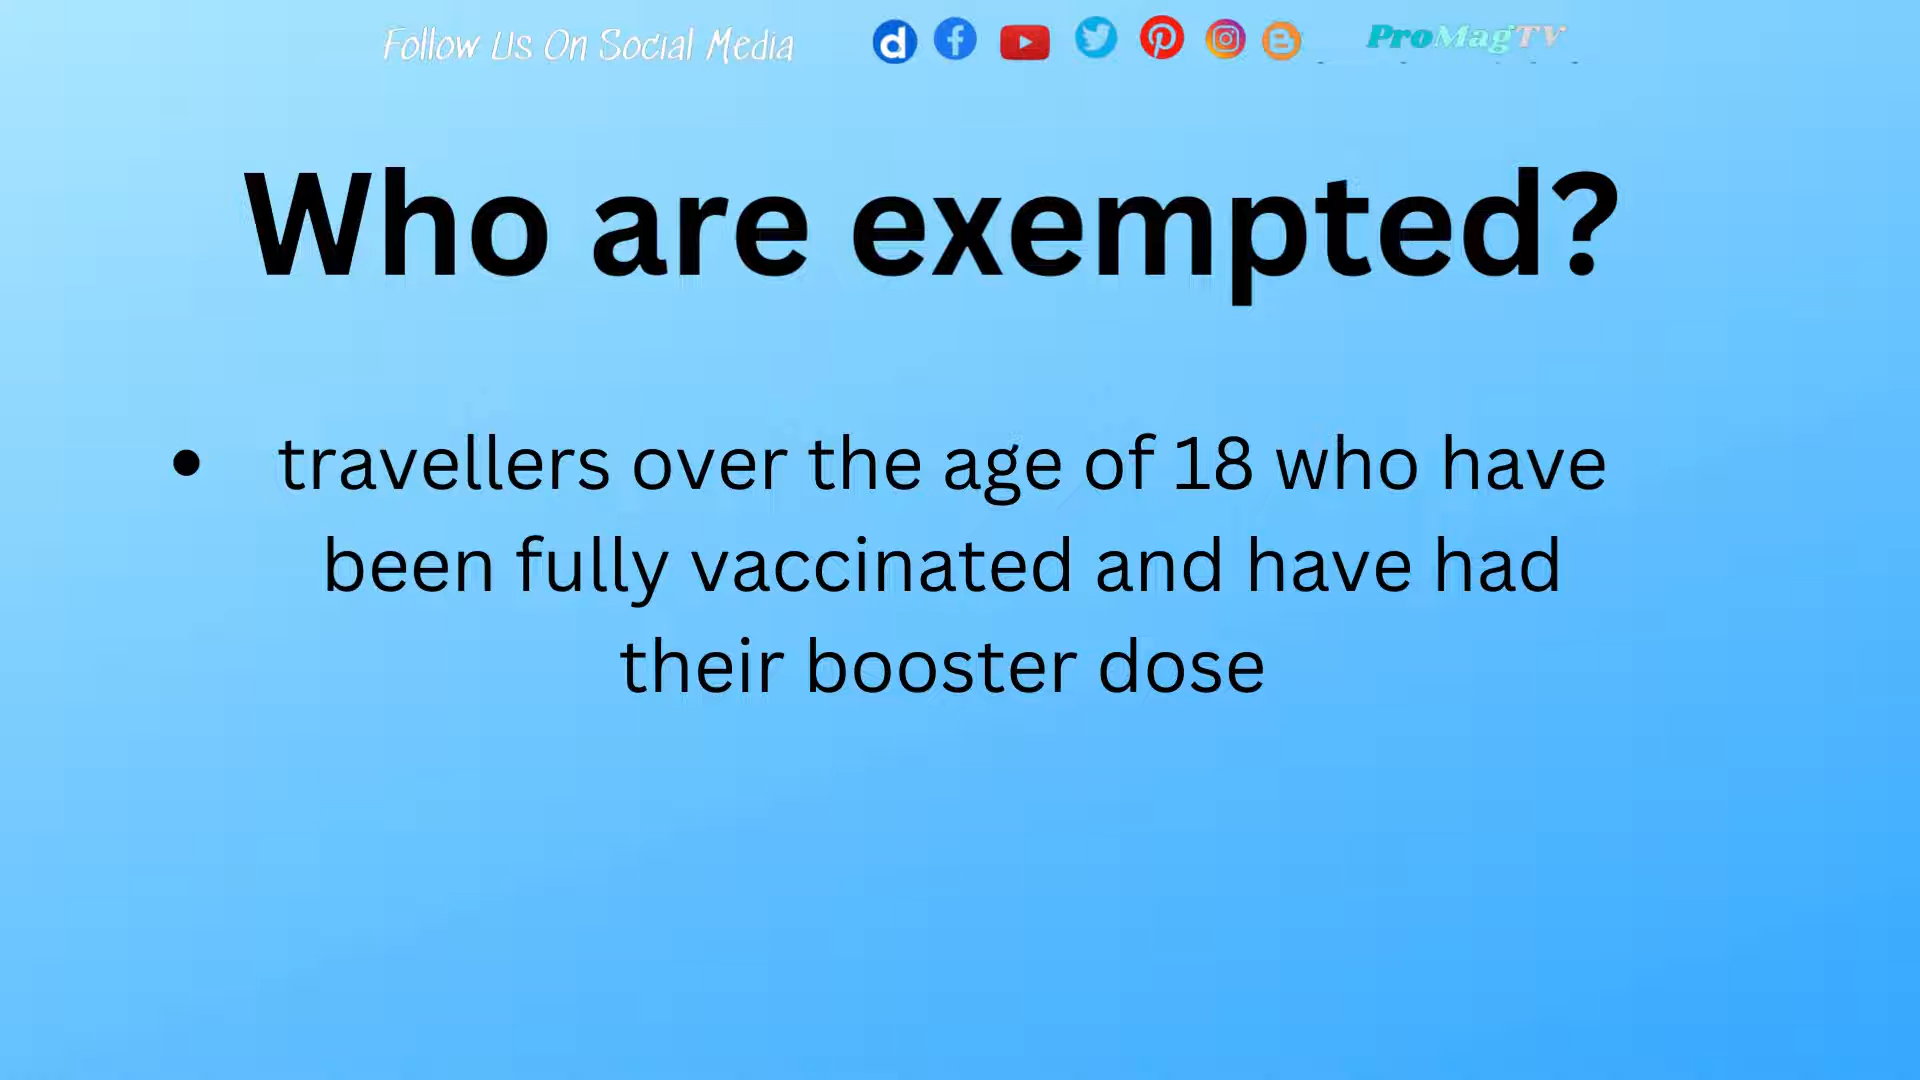 Follow Us On Social Media
ProMagTV
Who are exempted?
• travellers over the age of 18 who have
been fully vaccinated and have had
their booster dose